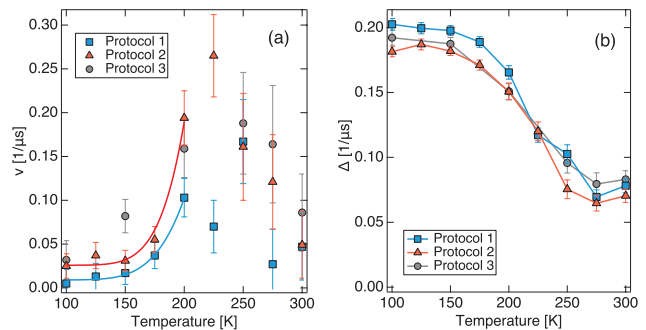 (a)
Protocol 1
Protocol 2
Protocol 3
0.30
0.25
0.20
0.15
0.10
0.05
0.00
ν [1/μs]
100 150 200 250 300
Temperature [K]
(b)
0.20
0.15
0.10
0.05
0.00
Δ [1/μs]
Protocol 1
Protocol 2
Protocol 3
100 150 200 250 300
Temperature [K]